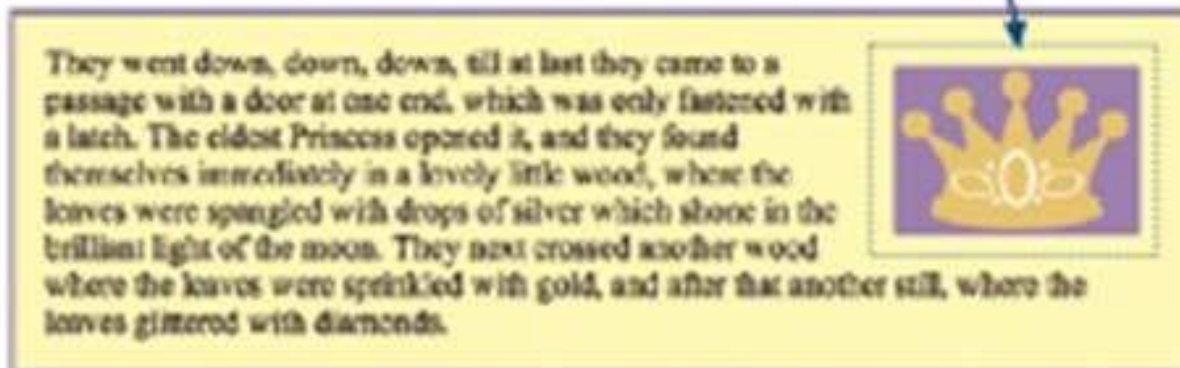 They went down, down, down, till at last they came to a
passage with a door at one end, which was only fastened with
a latch. The eldest Princess opened it, and they found
themselves immediately in a lovely little wood, where the
leaves were spangled with drops of silver which shone in the
brilliant light of the moon. They next crossed another wood
where the leaves were sprinkled with gold, and after that another still, where the
leaves glittered with diamonds.